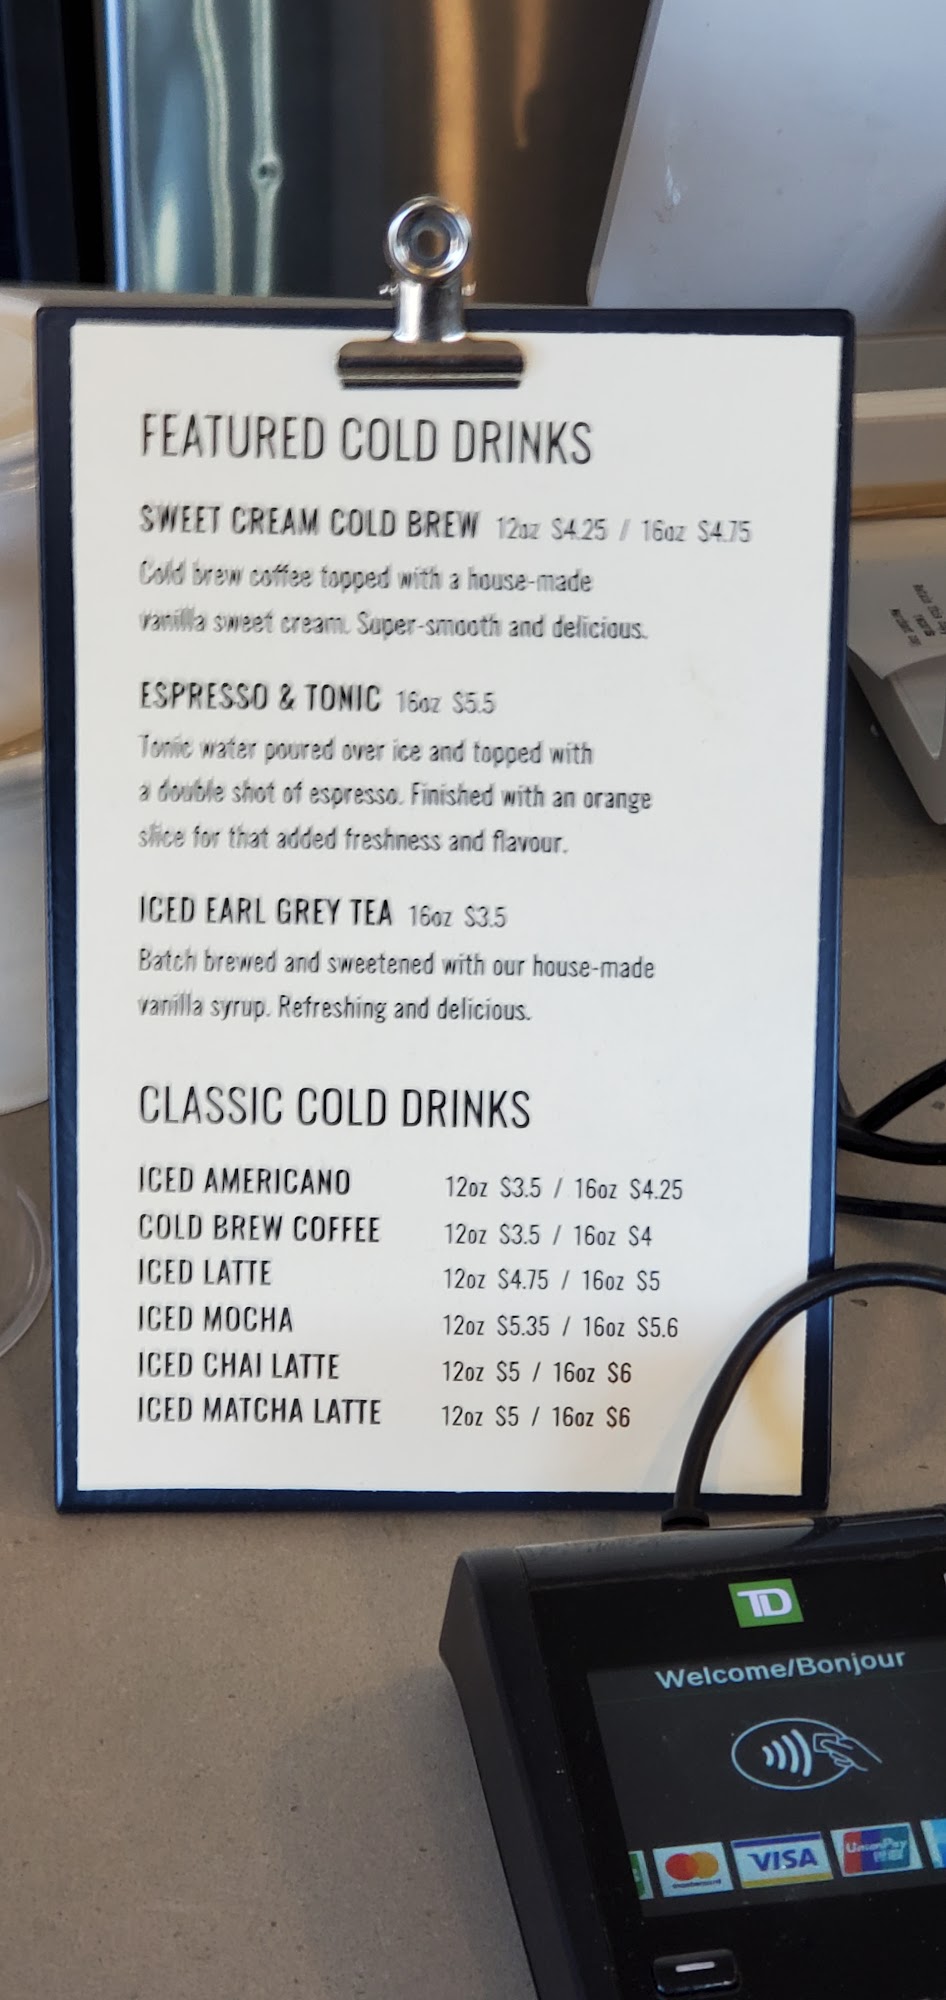 FEATURED COLD DRINKS
SWEET CREAM COLD BREW 12oz $4.25 / 16oz $4.75
Cold brew coffee topped with a house-made
vanilla sweet cream. Super-smooth and delicious.
ESPRESSO & TONIC 16oz $5.5
Tonic water poured over ice and topped with
a double shot of espresso. Finished with an orange
slice for that added freshness and flavour.
ICED EARL GREY TEA 16oz $3.5
Batch brewed and sweetened with our house-made
vanilla syrup. Refreshing and delicious.
CLASSIC COLD DRINKS
ICED AMERICANO 12oz $3.5 / 16oz $4.25
COLD BREW COFFEE 12oz $3.5 / 16oz $4
ICED LATTE 12oz $4.75 / 16oz $5
ICED MOCHA 12oz $5.35 / 16oz $5.6
ICED CHAI LATTE 12oz $5 / 16oz $6
ICED MATCHA LATTE 12oz $5 / 16oz $6
TD
Welcome/Bonjour
mastercard
VISA
UnionPay